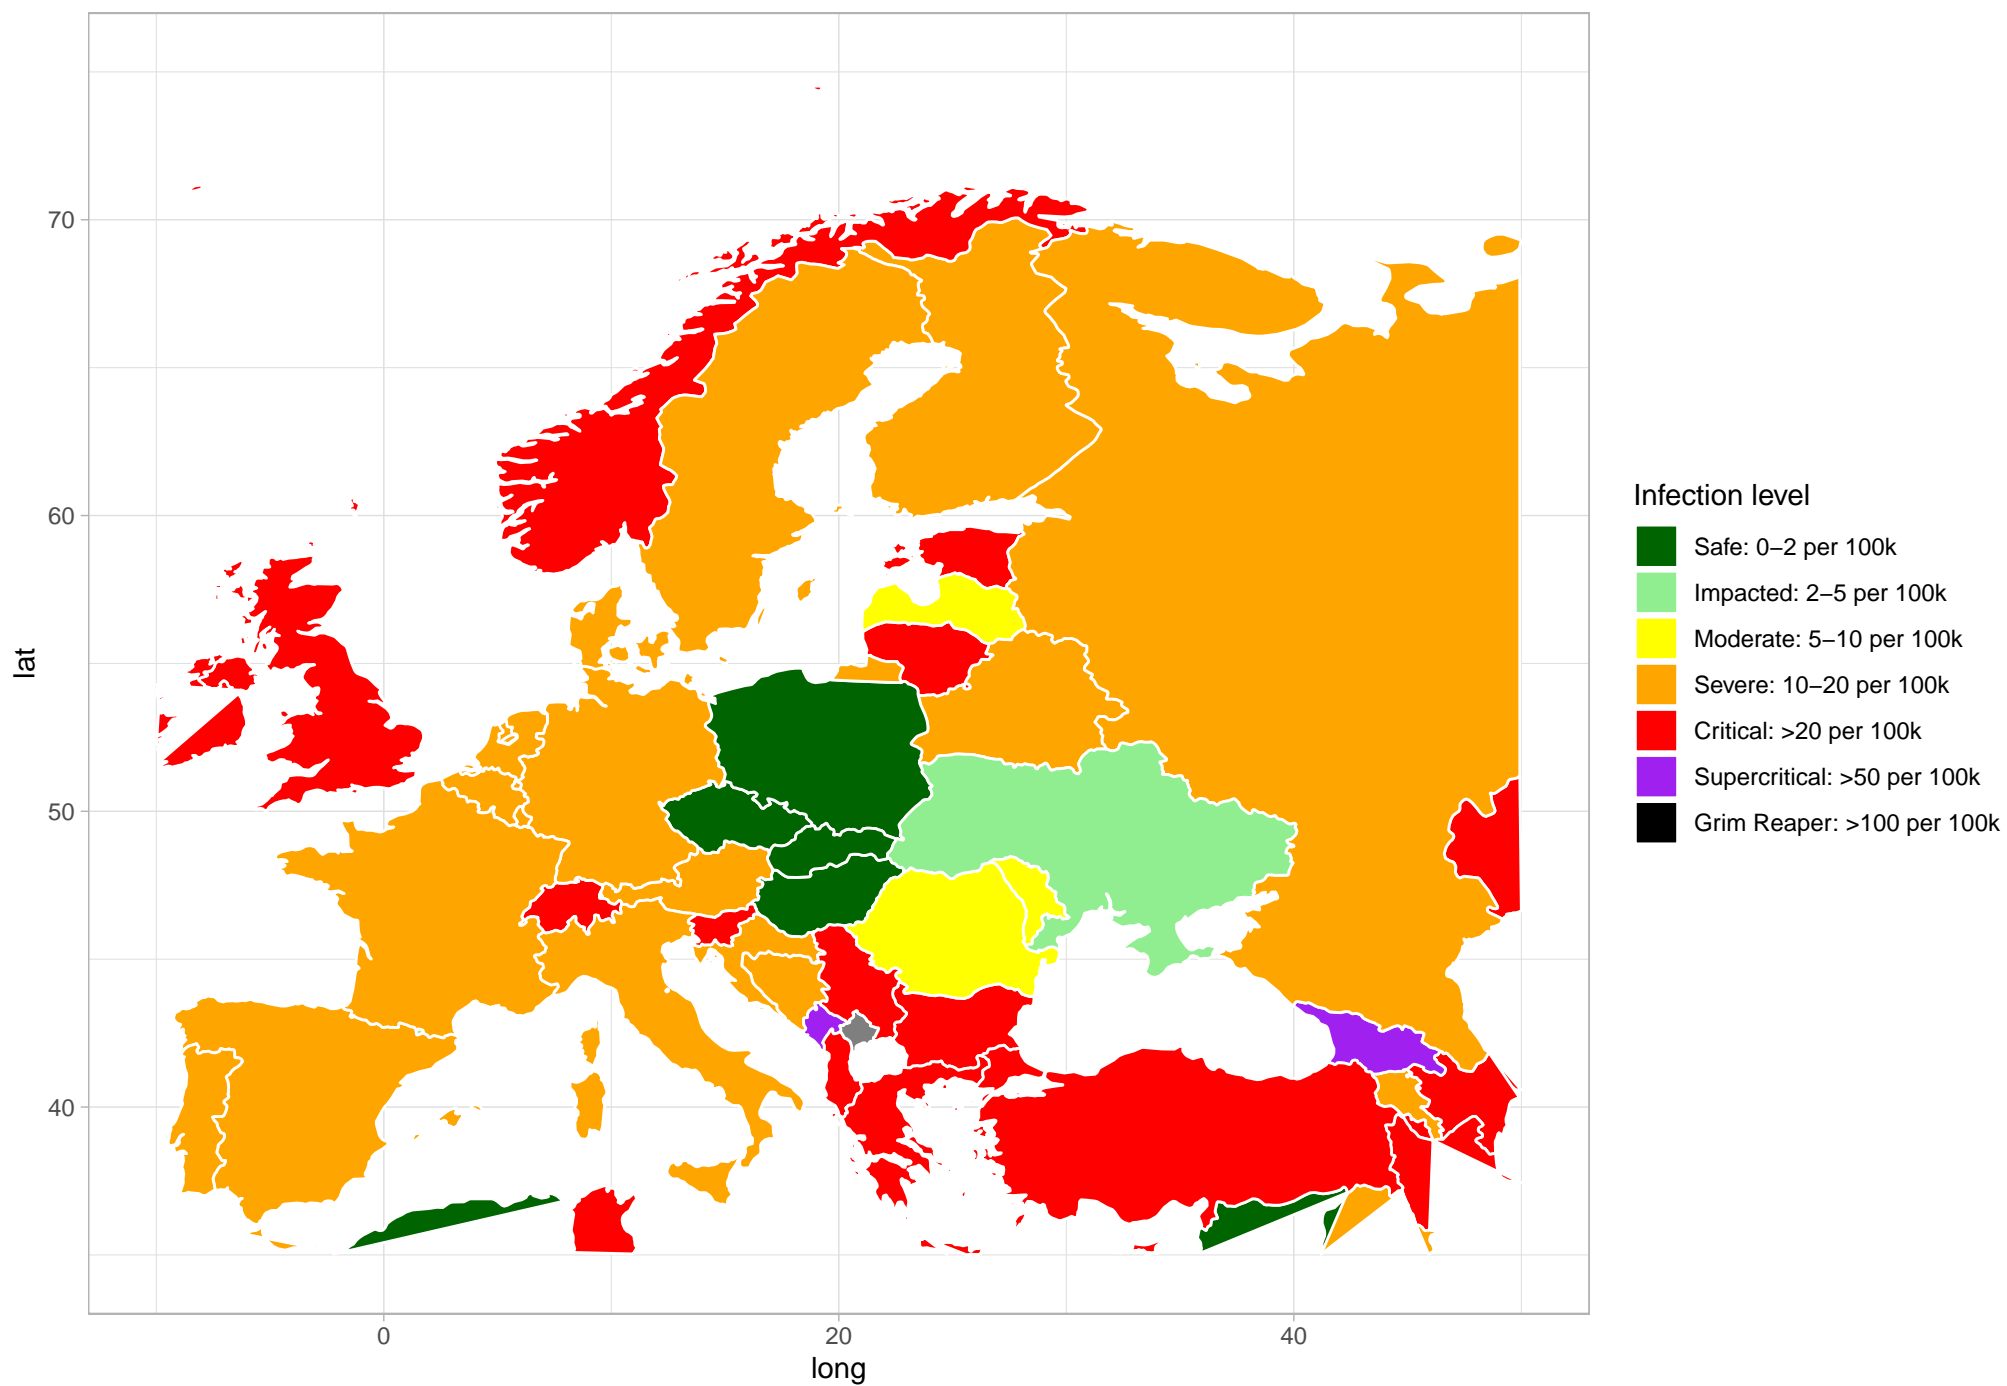 70
60
50
40
lat
0
20
40
long
Infection level
Safe: 0−2 per 100k
Impacted: 2−5 per 100k
Moderate: 5−10 per 100k
Severe: 10−20 per 100k
Critical: >20 per 100k
Supercritical: >50 per 100k
Grim Reaper: >100 per 100k